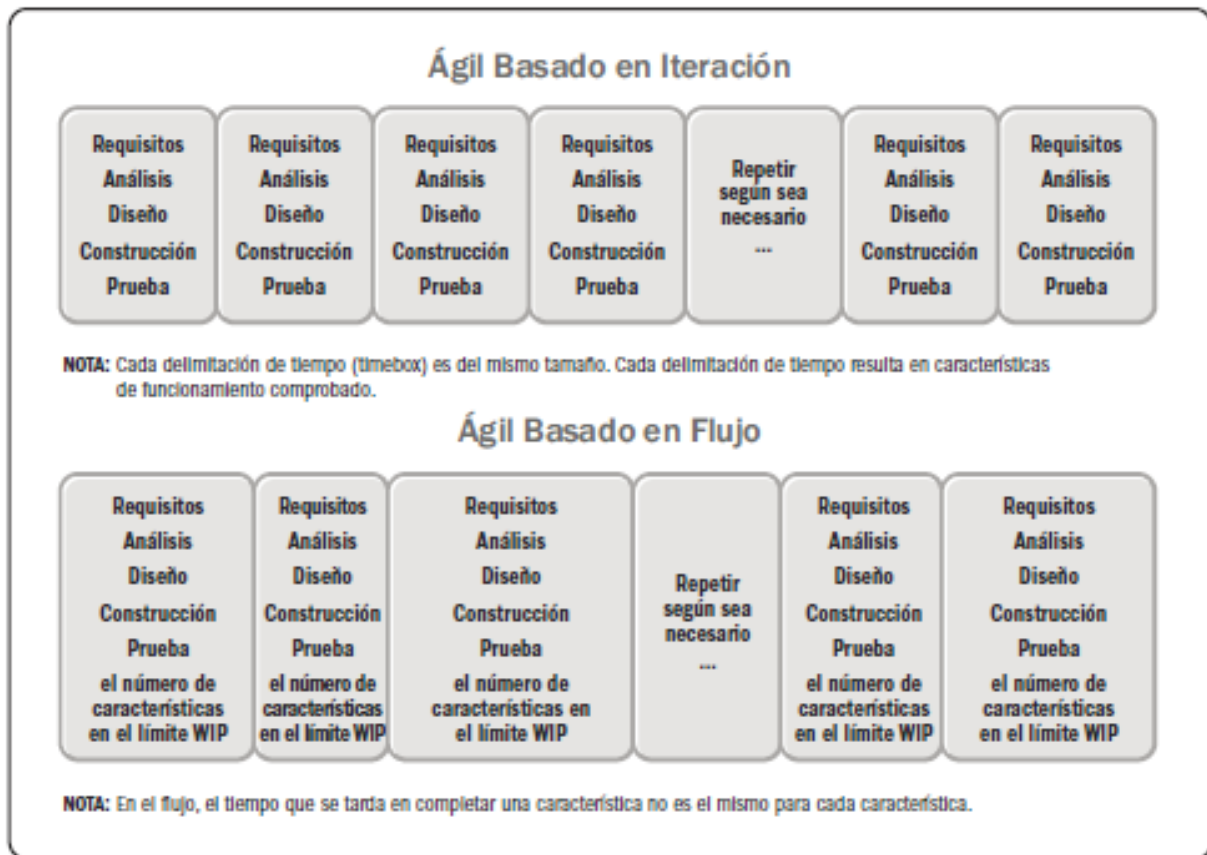 Ágil Basado en Iteración
Requisitos
Análisis
Diseño
Construcción
Prueba
Requisitos
Análisis
Diseño
Construcción
Prueba
Requisitos
Análisis
Diseño
Construcción
Prueba
Requisitos
Análisis
Diseño
Construcción
Prueba
Repetir
según sea
necesario
...
Requisitos
Análisis
Diseño
Construcción
Prueba
Requisitos
Análisis
Diseño
Construcción
Prueba
NOTA: Cada delimitación de tiempo (timebox) es del mismo tamaño. Cada delimitación de tiempo resulta en características
de funcionamiento comprobado.
Ágil Basado en Flujo
Requisitos
Análisis
Diseño
Construcción
Prueba
el número de
características
en el límite WIP
Requisitos
Análisis
Diseño
Construcción
Prueba
el número de
características
en el límite WIP
Requisitos
Análisis
Diseño
Construcción
Prueba
el número de
características en
el límite WIP
Repetir
según sea
necesario
...
Requisitos
Análisis
Diseño
Construcción
Prueba
el número de
características
en el límite WIP
Requisitos
Análisis
Diseño
Construcción
Prueba
el número de
características
en el límite WIP
NOTA: En el flujo, el tiempo que se tarda en completar una característica no es el mismo para cada característica.